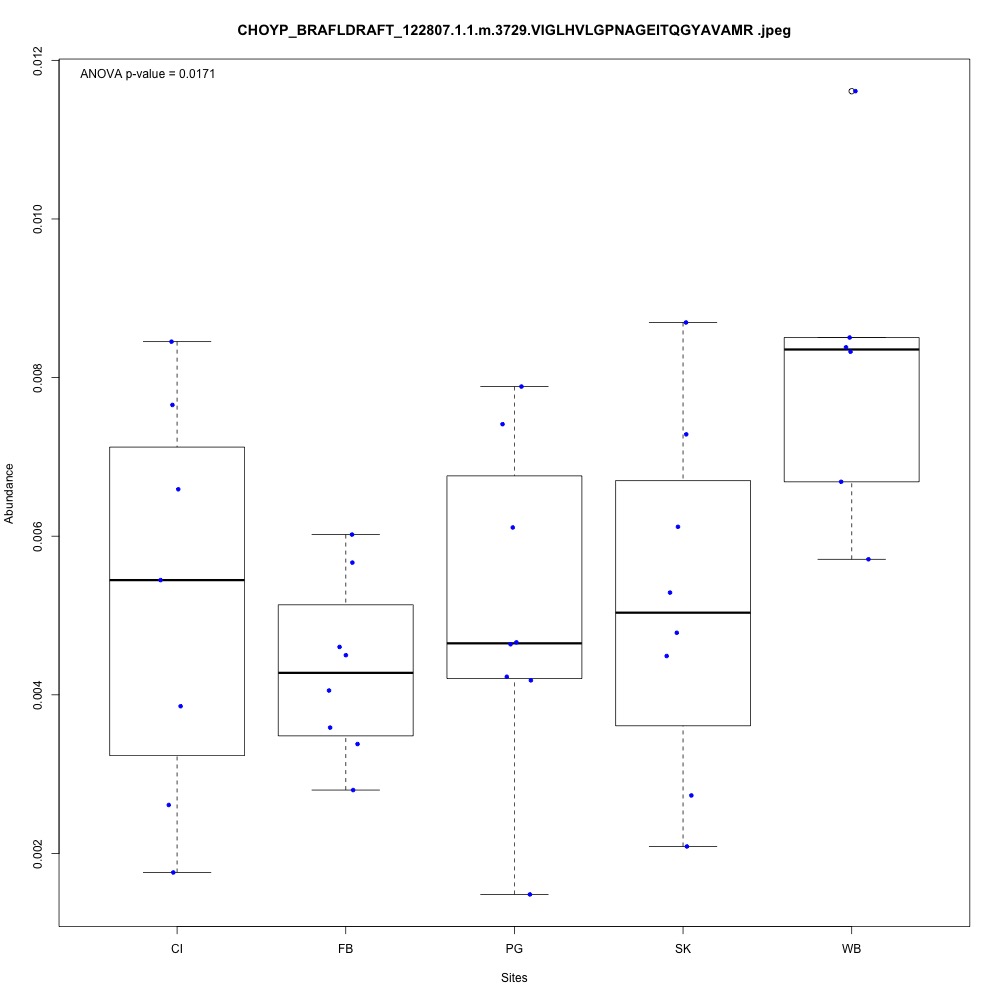 CHOYP_BRAFLDRAFT_122807.1.1.m.3729.VIGLHVLGPNAGEITQGYAVAMR .jpeg
ANOVA p-value = 0.0171
0.012
0.010
0.008
0.006
0.004
0.002
Abundance
CI FB PG SK WB
Sites